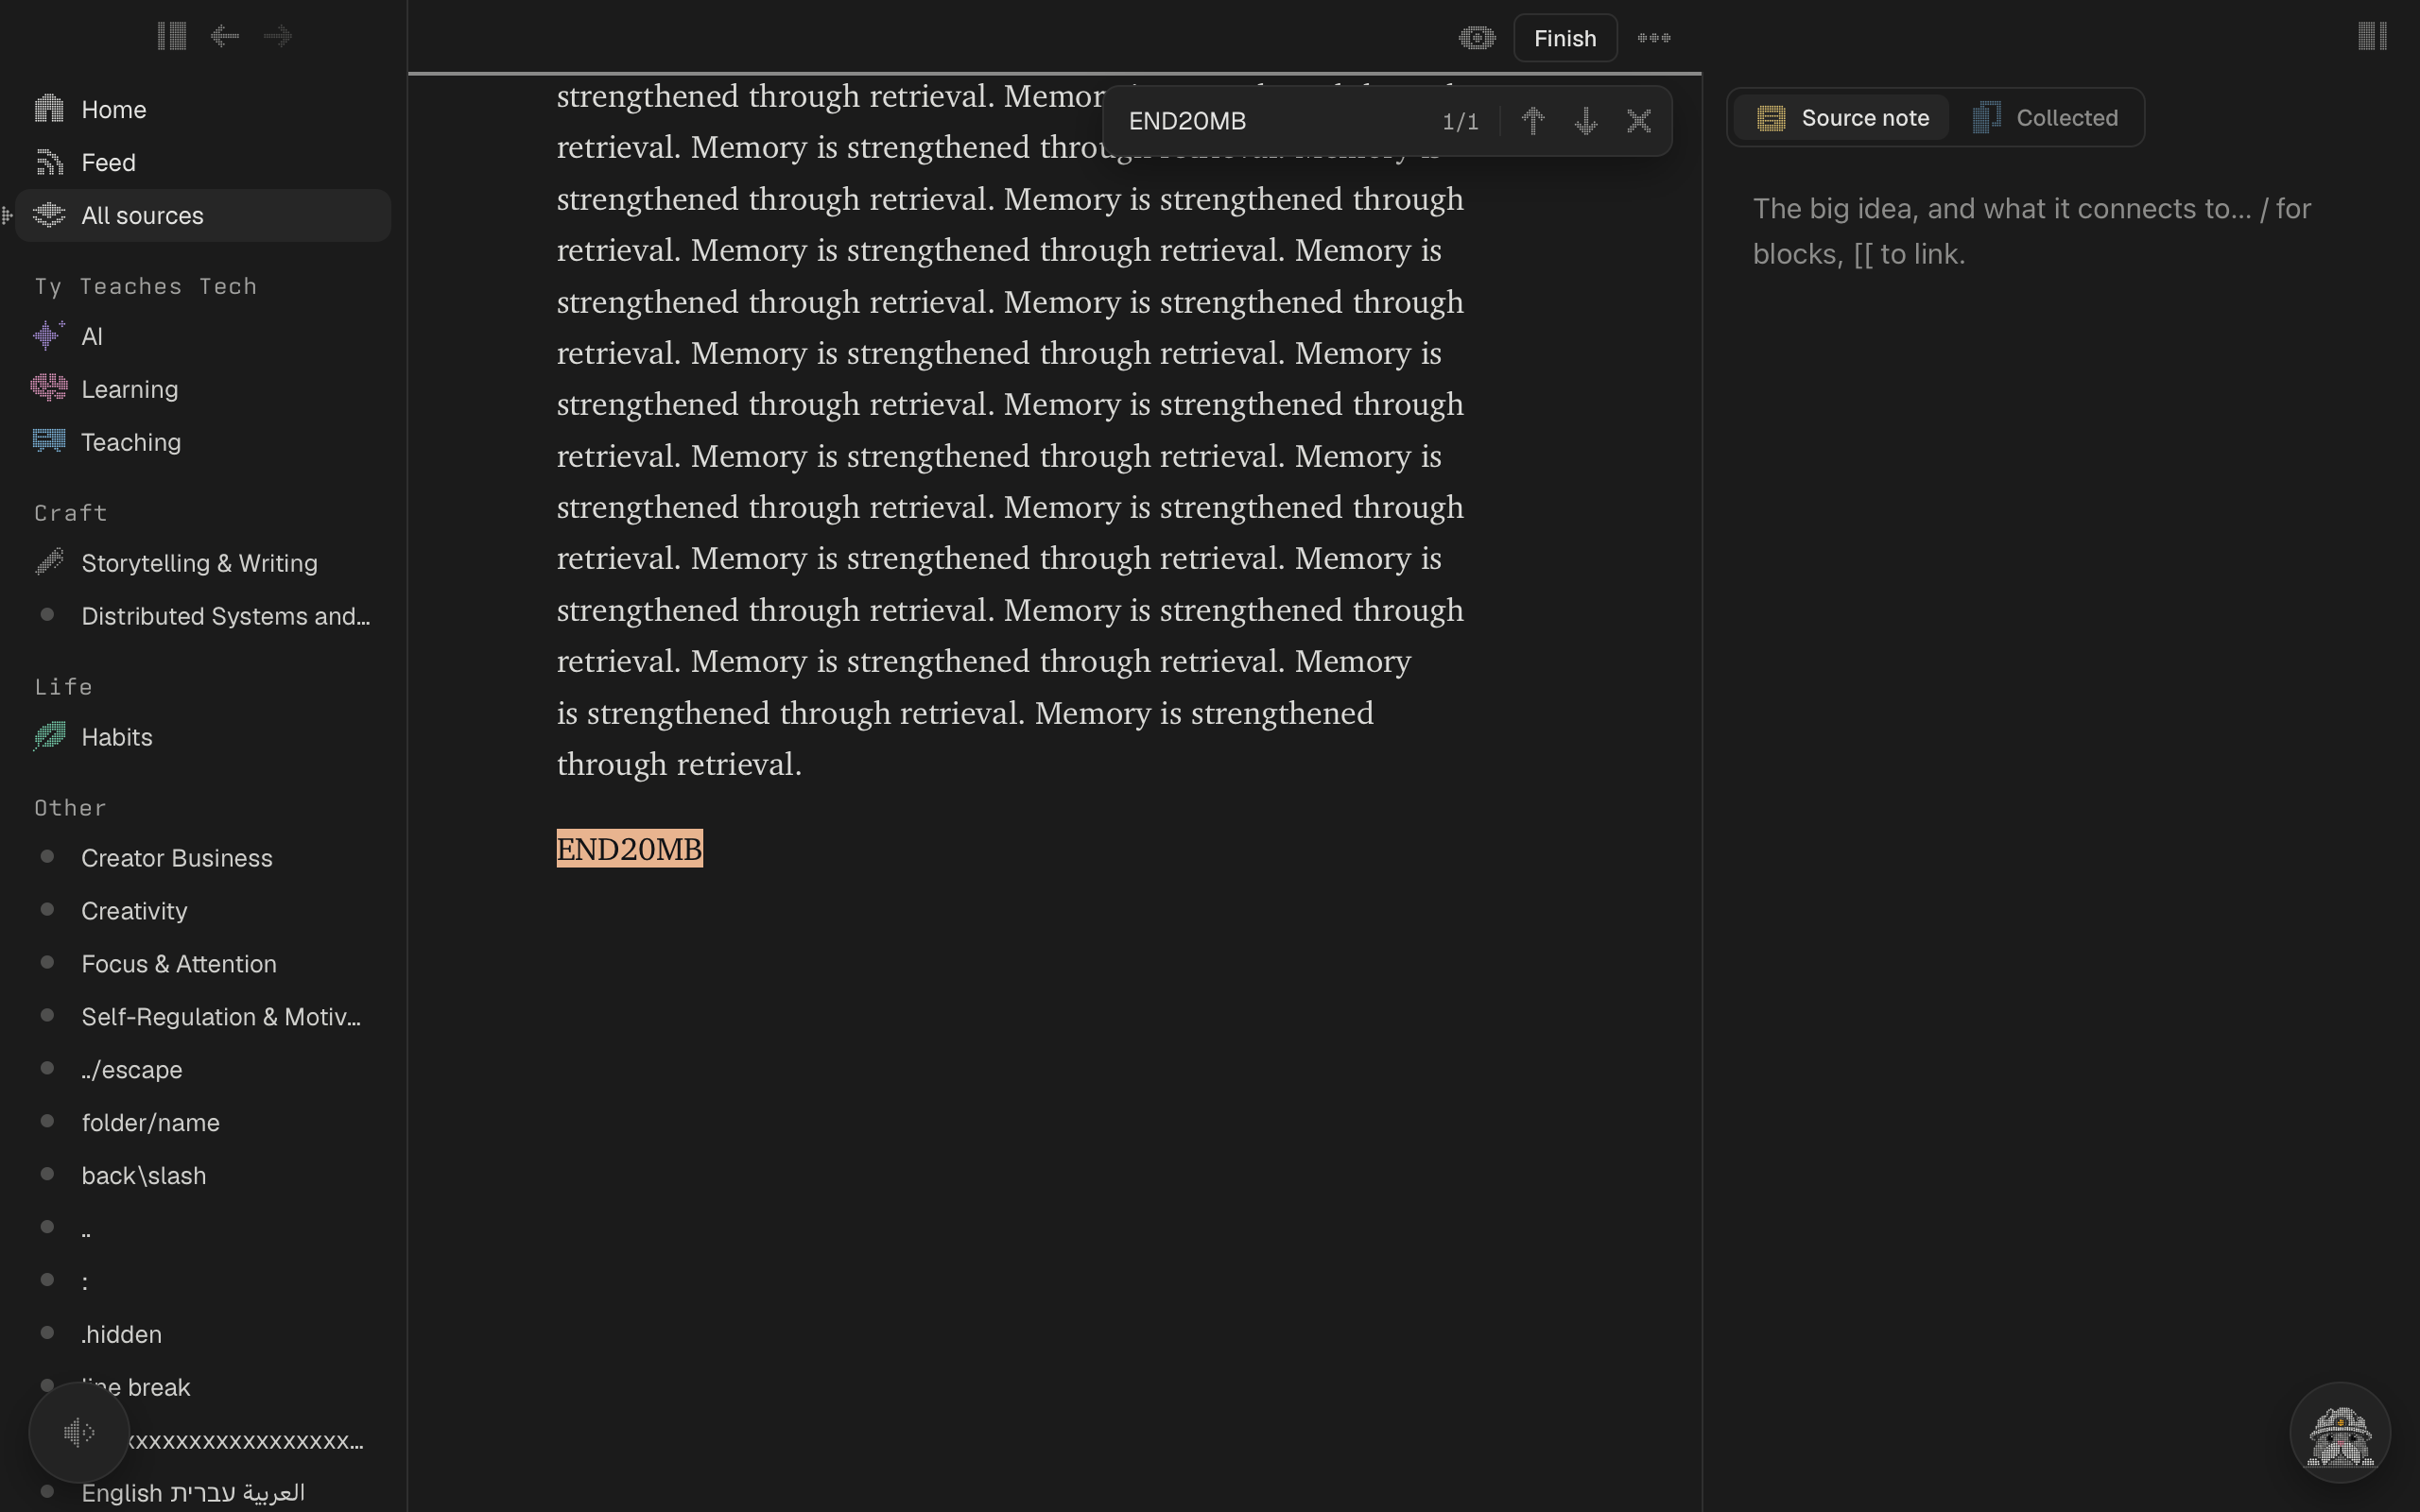 Home
Feed
All sources
Ty Teaches Tech
AI
Learning
Teaching
Craft
Storytelling & Writing
Distributed Systems and...
Life
Habits
Other
Creator Business
Creativity
Focus & Attention
Self-Regulation & Motiv...
../escape
folder/name
back\slash
..
:
.hidden
line break
xxxxxxxxxxxxxxxxx...
English עברית العربية
Finish
END20MB
1/1
strengthened through retrieval.
retrieval. Memory is strengthened
strengthened through retrieval. Memory is strengthened through
retrieval. Memory is strengthened through retrieval. Memory is
strengthened through retrieval. Memory is strengthened through
retrieval. Memory is strengthened through retrieval. Memory is
strengthened through retrieval. Memory is strengthened through
retrieval. Memory is strengthened through retrieval. Memory is
strengthened through retrieval. Memory is strengthened through
retrieval. Memory is strengthened through retrieval. Memory is
strengthened through retrieval. Memory is strengthened through
retrieval. Memory is strengthened through retrieval. Memory
is strengthened through retrieval. Memory is strengthened
through retrieval.
END20MB
Source note
Collected
The big idea, and what it connects to... / for
blocks, [[ to link.